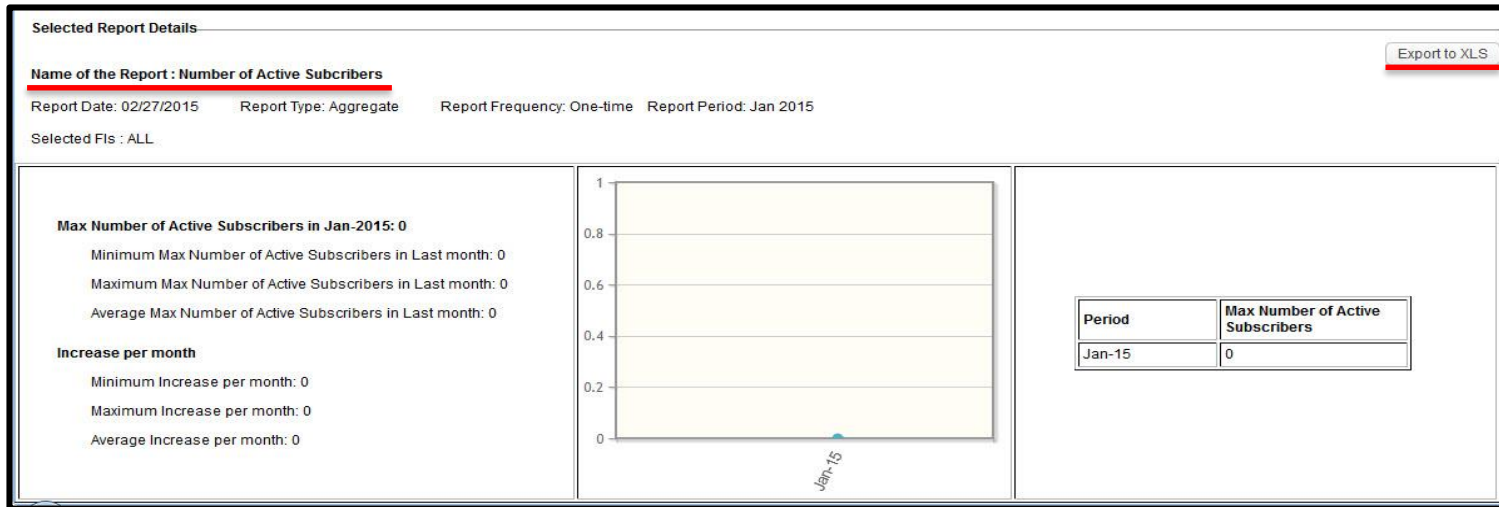 Selected Report Details
Export to XLS
Name of the Report : Number of Active Subcribers
Report Date: 02/27/2015 Report Type: Aggregate Report Frequency: One-time Report Period: Jan 2015
Selected FIs : ALL
Max Number of Active Subscribers in Jan-2015: 0
Minimum Max Number of Active Subscribers in Last month: 0
Maximum Max Number of Active Subscribers in Last month: 0
Average Max Number of Active Subscribers in Last month: 0
Increase per month
Minimum Increase per month: 0
Maximum Increase per month: 0
Average Increase per month: 0
1
0.8
0.6
0.4
0.2
0
Jan-15
Period Max Number of Active
Subscribers
Jan-15 0